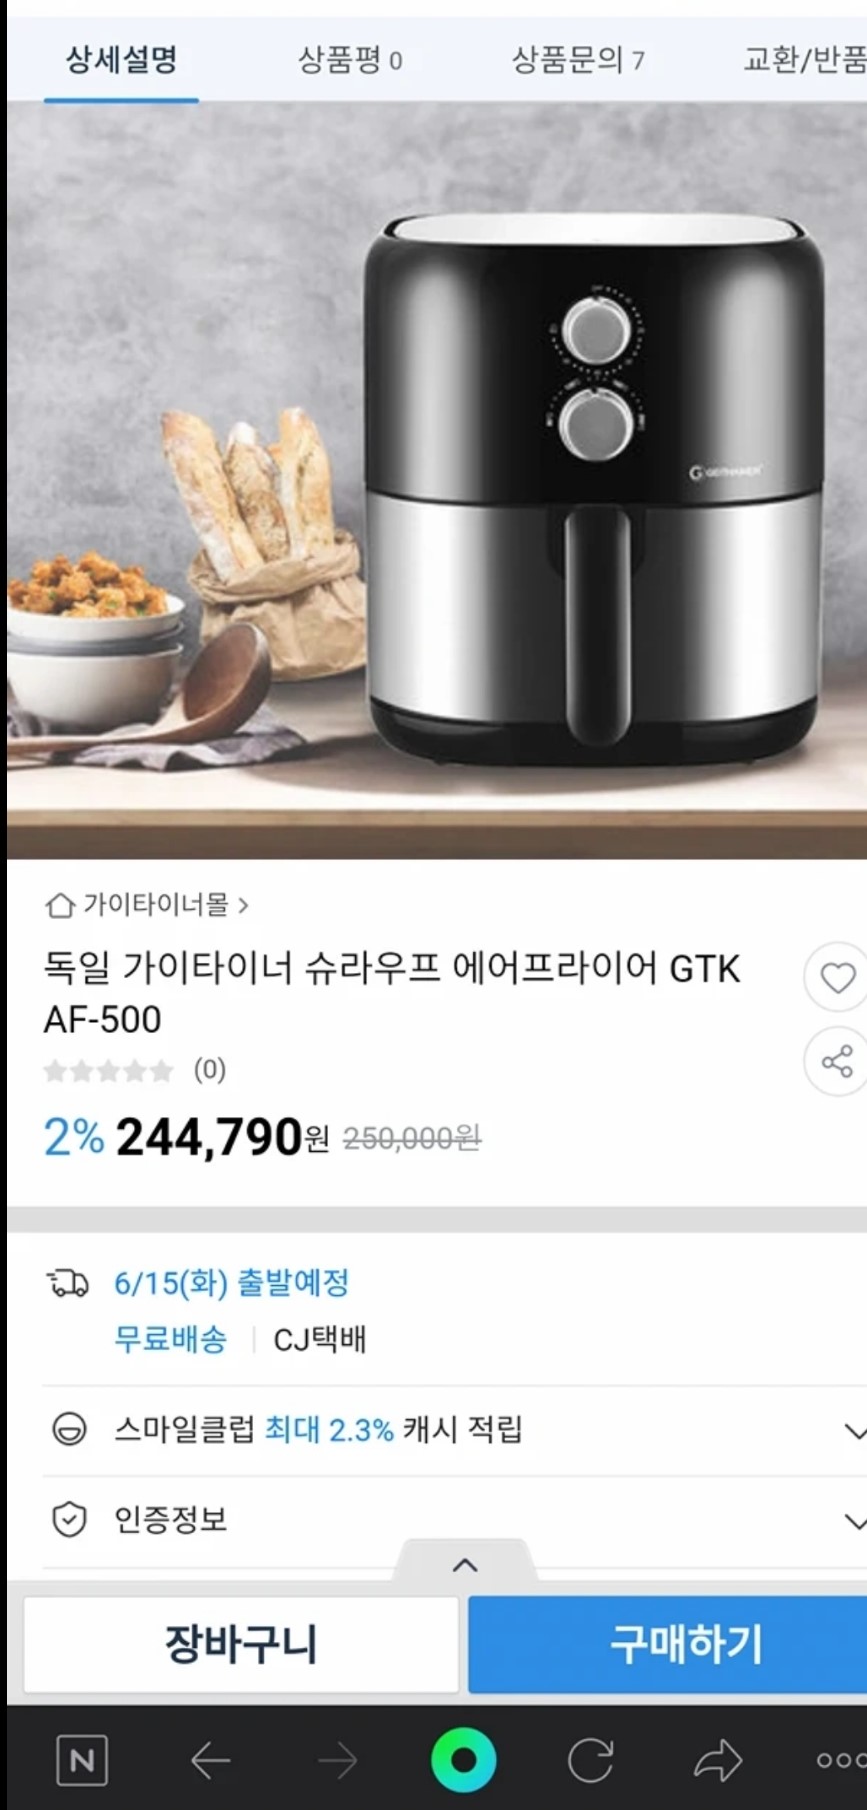 상세설명 상품평 0 상품문의 7 교환/반품
GEITHAINER
가이타이너몰 >
독일 가이타이너 슈라우프 에어프라이어 GTK
AF-500
(0)
2% 244,790원 250,000원
6/15(화) 출발예정
무료배송 | CJ택배
스마일클럽 최대 2.3% 캐시 적립
인증정보
장바구니 구매하기
N